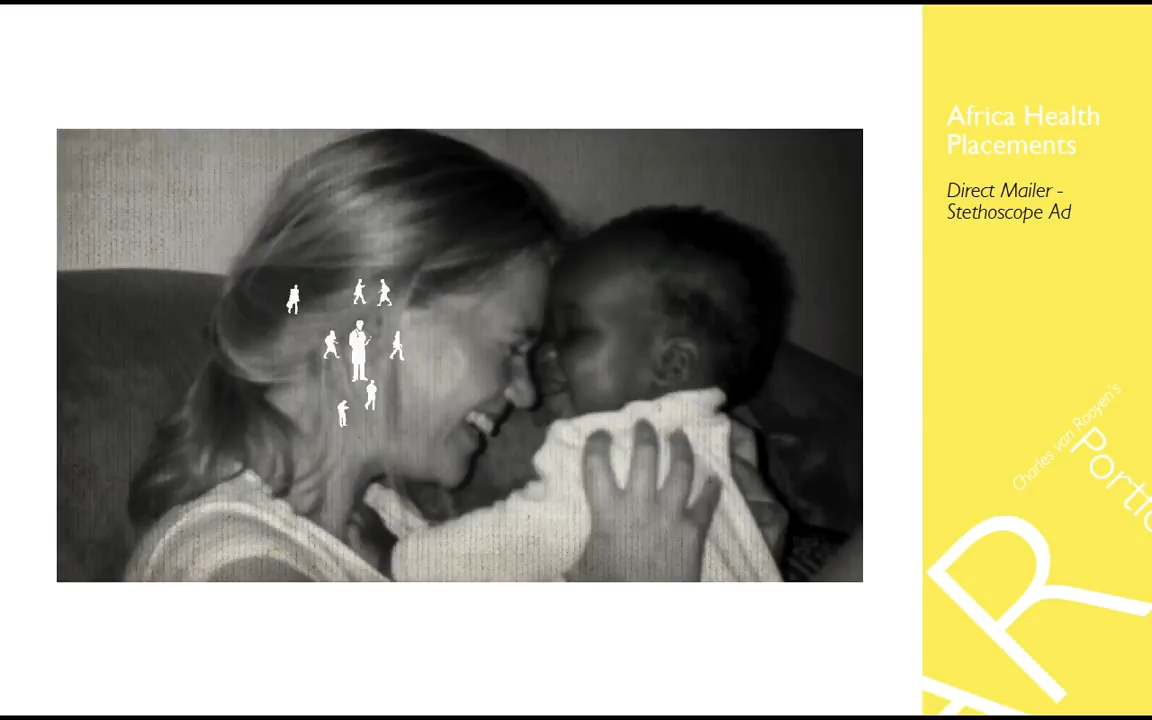 Africa Health
Placements
Direct Mailer -
Stethoscope Ad
Charles van Rooyen's
Portfo
R